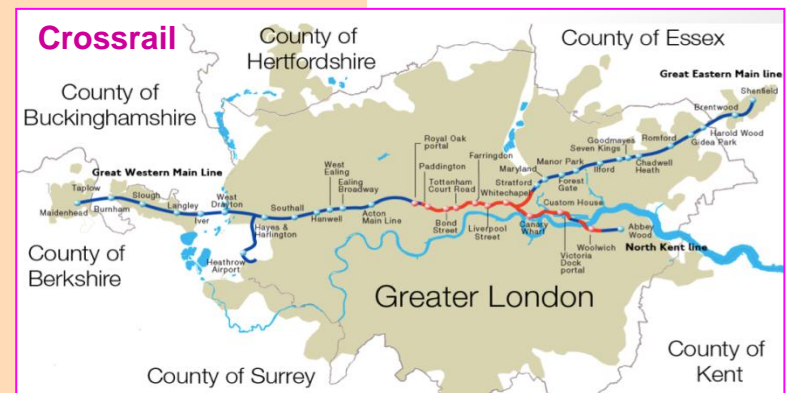 Crossrail
County of
Hertfordshire
County of Essex
County of
Buckinghamshire
Great Eastern Main line
Shenfield
Brentwood
Harold Wood
Gidea Park
Romford
Chadwell
Heath
Goodmayes
Seven Kings
Ilford
Manor Park
Forest
Gate
Maryland
Stratford
Royal Oak
portal
Paddington
Tottenham
Court Road
Farringdon
Whitechapel
Bond
Street
Liverpool
Street
Custom House
Canary
Wharf
Victoria
Dock
portal
Woolwich
Abbey
Wood
North Kent line
Great Western Main Line
Maidenhead
Taplow
Burnham
Slough
Langley
Iver
West
Drayton
Hayes &
Harlington
Heathrow
Airport
Southall
Hanwell
West
Ealing
Ealing
Broadway
Acton
Main Line
County of
Berkshire
Greater London
County of Surrey
County of
Kent